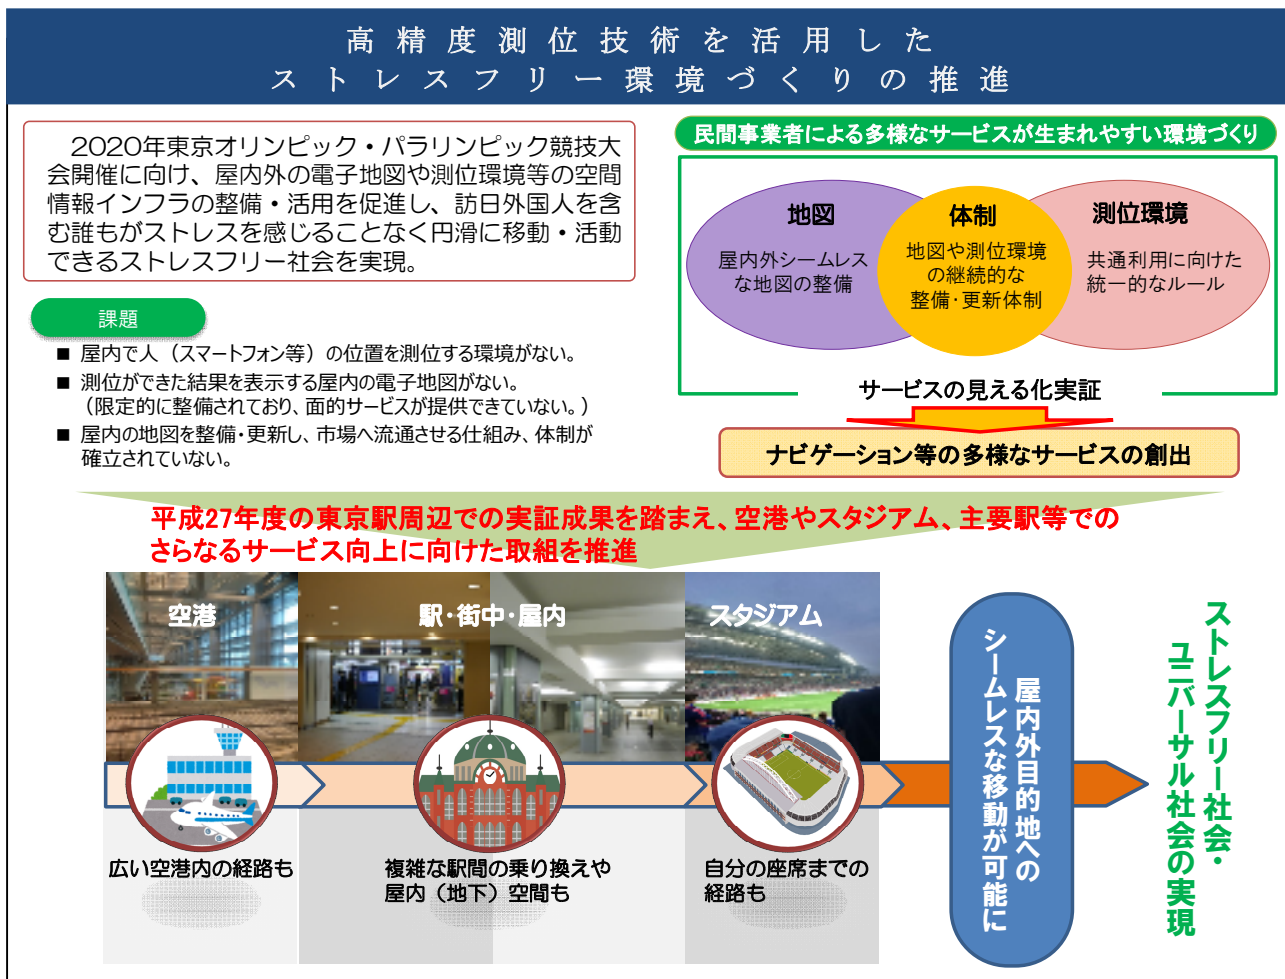 高精度測位技術を活用した
ストレスフリー環境づくりの推進
2020年東京オリンピック・パラリンピック競技大
会開催に向け、屋内外の電子地図や測位環境等の空間
情報インフラの整備・活用を促進し、訪日外国人を含
む誰もがストレスを感じることなく円滑に移動・活動
できるストレスフリー社会を実現。
課題
■ 屋内で人（スマートフォン等）の位置を測位する環境がない。
■ 測位ができた結果を表示する屋内の電子地図がない。
（限定的に整備されており、面的サービスが提供できていない。）
■ 屋内の地図を整備・更新し、市場へ流通させる仕組み、体制が
確立されていない。
民間事業者による多様なサービスが生まれやすい環境づくり
地図
屋内外シームレス
な地図の整備
体制
地図や測位環境
の継続的な
整備・更新体制
測位環境
共通利用に向けた
統一的なルール
サービスの見える化実証
ナビゲーション等の多様なサービスの創出
平成27年度の東京駅周辺での実証成果を踏まえ、空港やスタジアム、主要駅等での
さらなるサービス向上に向けた取組を推進
空港
駅・街中・屋内
スタジアム
広い空港内の経路も
複雑な駅間の乗り換えや
屋内（地下）空間も
自分の座席までの
経路も
屋内外目的地への
シームレスな移動が可能に
ストレスフリー社会・
ユニバーサル社会の実現